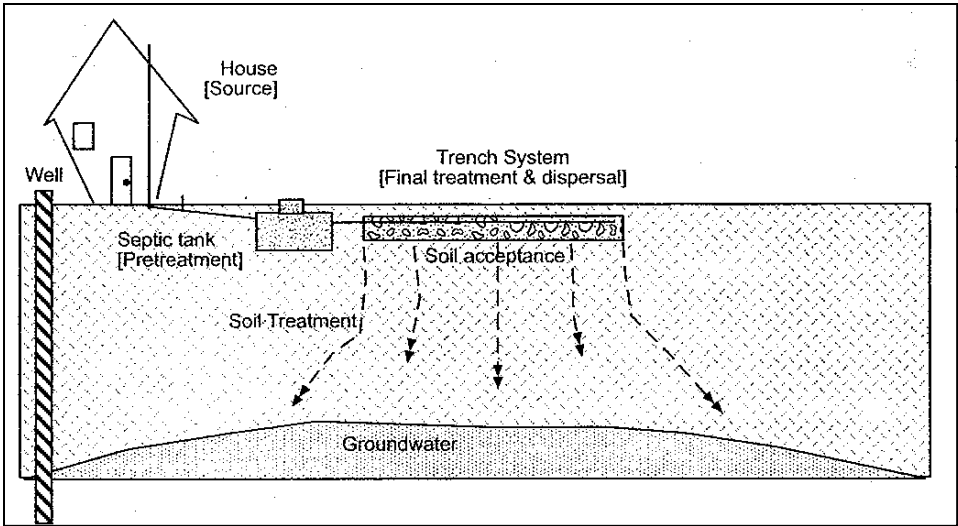 House
[Source]
Trench System
[Final treatment & dispersal]
Well
Septic tank
[Pretreatment]
Soil acceptance
Soil Treatment
Groundwater